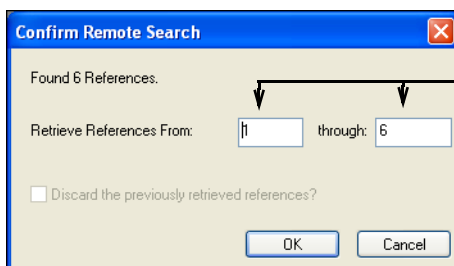 Confirm Remote Search
Found 6 References.
Retrieve References From: 1 through: 6
Discard the previously retrieved references?
OK Cancel